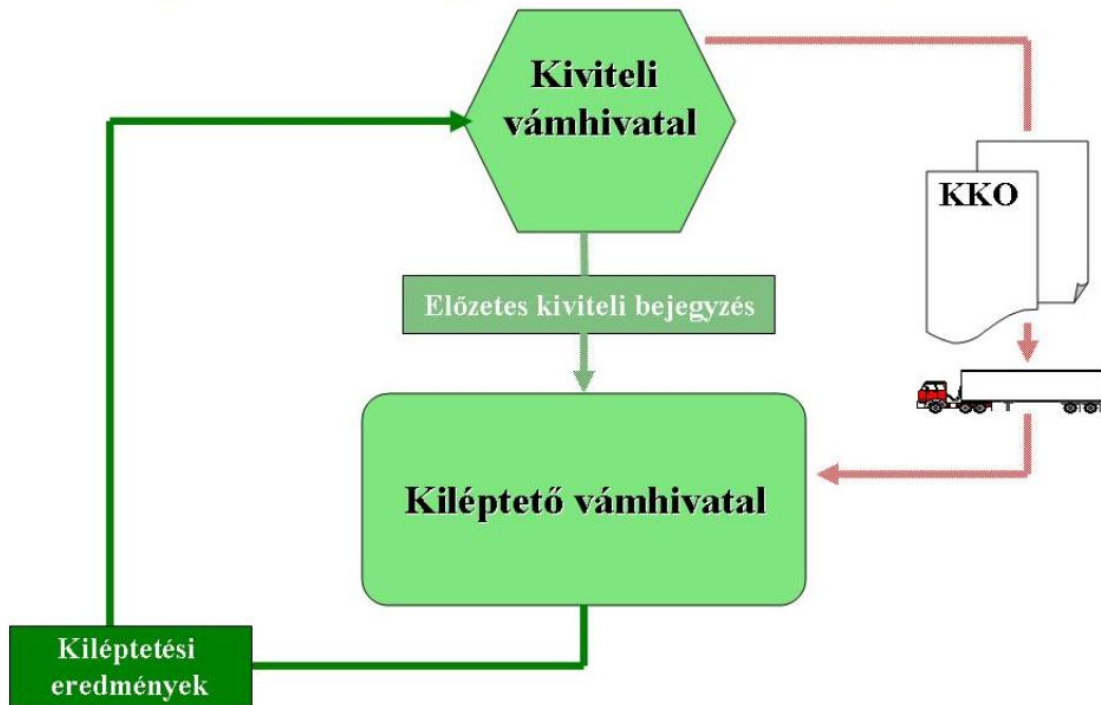 Kiviteli
vámhivatal
KKO
Előzetes kiviteli bejegyzés
Kiléptető vámhivatal
Kiléptetési
eredmények